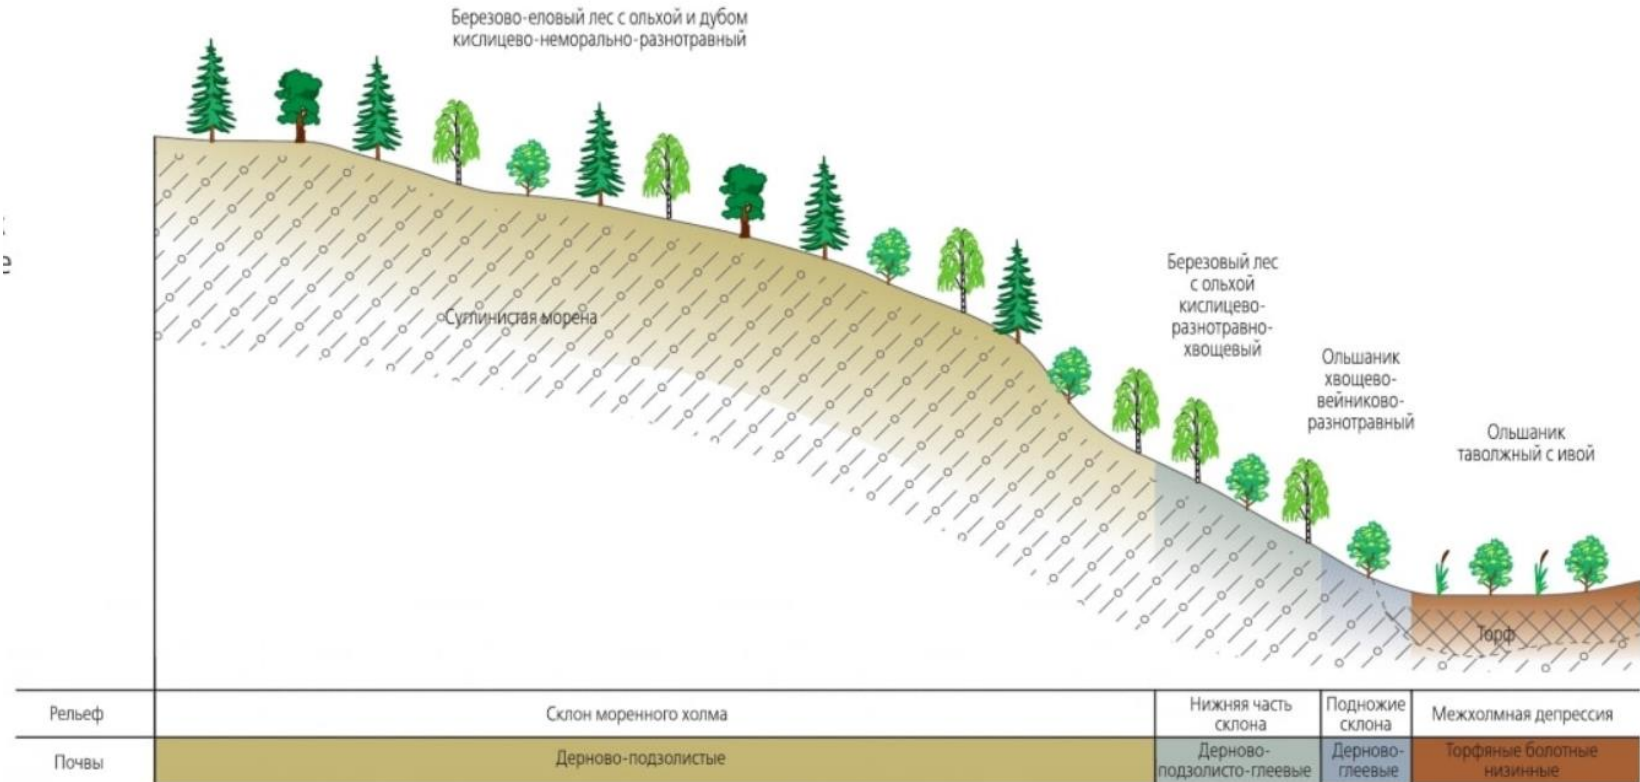 Березово-еловый лес с ольхой и дубом
кислицево-неморально-разнотравный
Березовый лес
с ольхой
кислицево-
разнотравно-
хвощевый
Ольшаник
хвощево-
вейниково-
разнотравный
Ольшаник
таволжный с ивой
Суглинистая морена
Торф
Рельеф
Склон моренного холма
Нижняя часть
склона
Подножие
склона
Межхолмная депрессия
Почвы
Дерново-подзолистые
Дерново-
подзолисто-глеевые
Дерново-
глеевые
Торфяные болотные
низинные